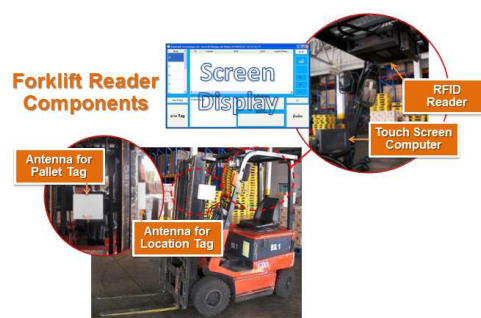 Forklift Reader
Components
Screen
Display
RFID
Reader
Touch Screen
Computer
Antenna for
Pallet Tag
Antenna for
Location Tag